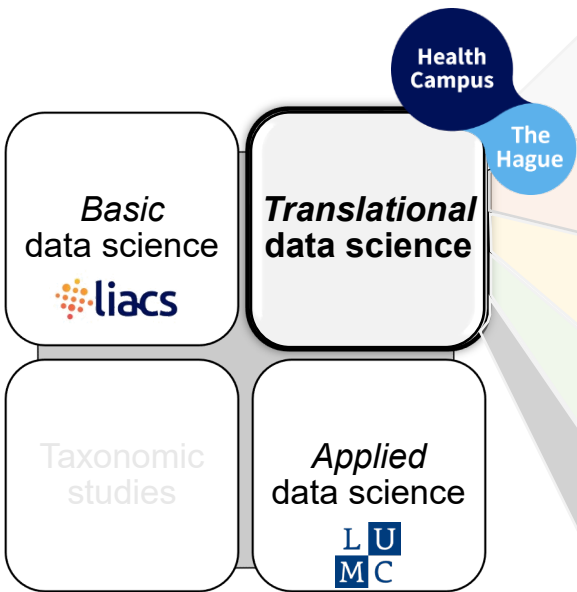 Health
Campus
The
Hague
Basic
data science
liacs
Translational
data science
Taxonomic
studies
Applied
data science
L U
M C